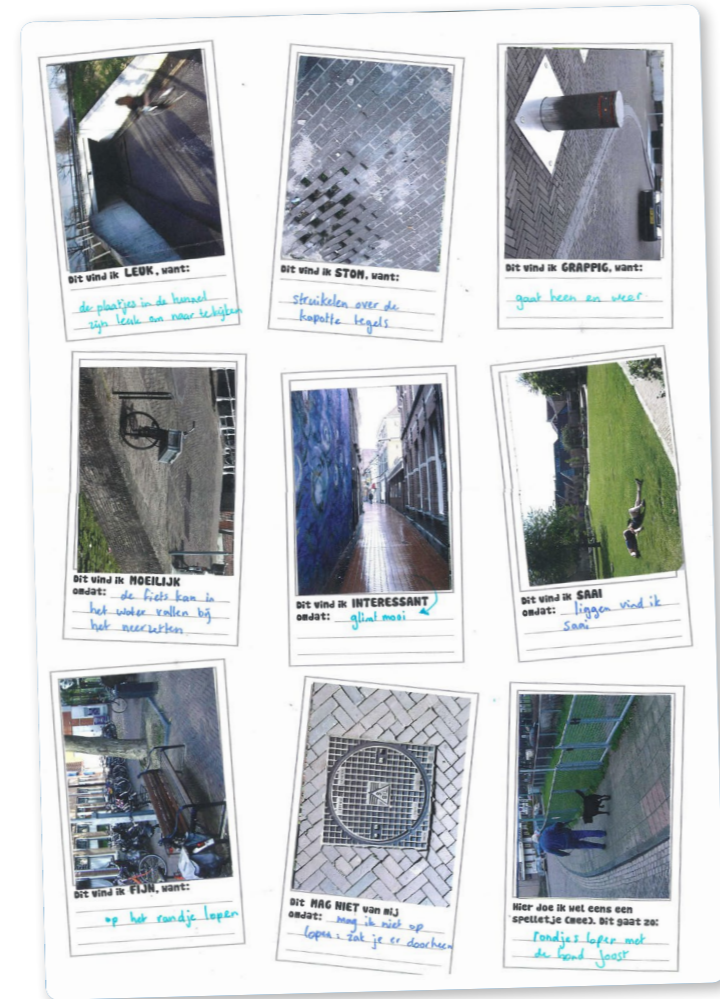 Dit vind ik LEUK, want:
de plaatjes in de tunnel
zijn leuk om naar te kijken
Dit vind ik STOM, want:
struikelen over de
kapotte tegels
Dit vind ik GRAPPIG, want:
gaat heen en weer
Dit vind ik MOEILIJK
omdat: de fiets kan in
het water vallen bij
het neerzetten
Dit vind ik INTERESSANT
omdat: glimt mooi
Dit vind ik SAAI
omdat: liggen vind ik
saai
Dit vind ik FIJN, want:
op het randje lopen
Dit MAG NIET van mij
omdat: mag ik niet op
lopen: zak je er doorheen
Hier doe ik wel eens een
spelletje (mee). Dit gaat zo:
rondjes lopen met
de hond Joost